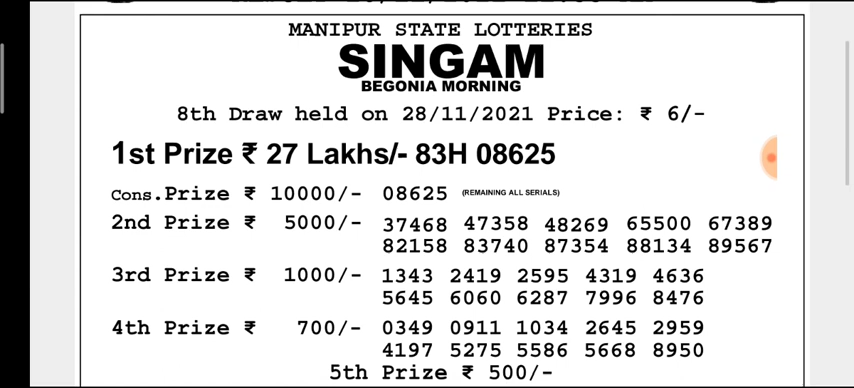 MANIPUR STATE LOTTERIES
SINGAM
BEGONIA MORNING
8th Draw held on 28/11/2021 Price: ₹ 6/-
1st Prize ₹ 27 Lakhs/- 83H 08625
Cons.Prize ₹ 10000/- 08625 (REMAINING ALL SERIALS)
2nd Prize ₹ 5000/- 37468 47358 48269 65500 67389
82158 83740 87354 88134 89567
3rd Prize ₹ 1000/- 1343 2419 2595 4319 4636
5645 6060 6287 7996 8476
4th Prize ₹ 700/- 0349 0911 1034 2645 2959
4197 5275 5586 5668 8950
5th Prize ₹ 500/-